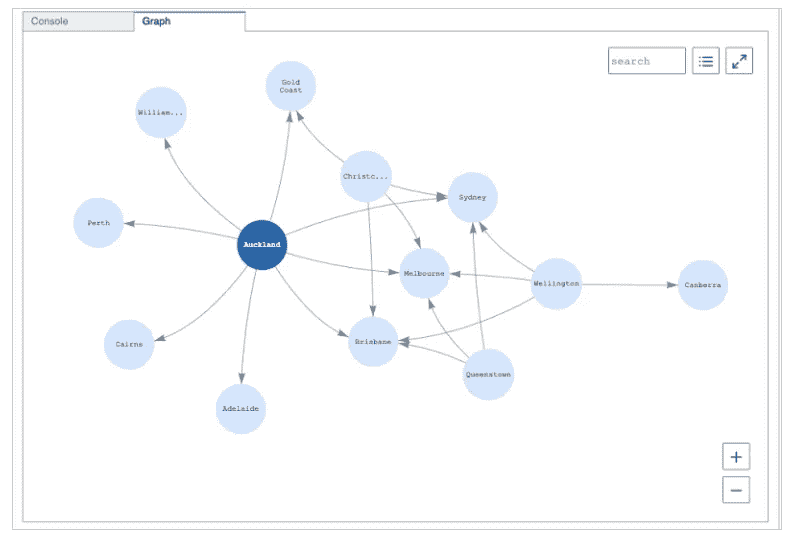 Console Graph
search
Gold
Coast
William...
Christc...
Sydney
Perth
Auckland
Melbourne
Wellington
Canberra
Cairns
Brisbane
Queenstown
Adelaide
+
−